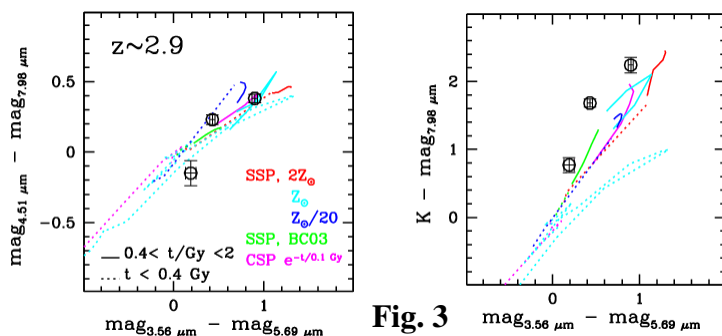 z~2.9
mag4.51 μm − mag7.98 μm
0.5
0
−0.5
SSP, 2Z⊙
Z⊙
Z⊙/20
SSP, BC03
CSP e−t/0.1 Gy
0.4< t/Gy <2
t < 0.4 Gy
0
1
mag3.56 μm − mag5.69 μm
Fig. 3
K − mag7.98 μm
3
2
1
0
0
1
mag3.56 μm − mag5.69 μm